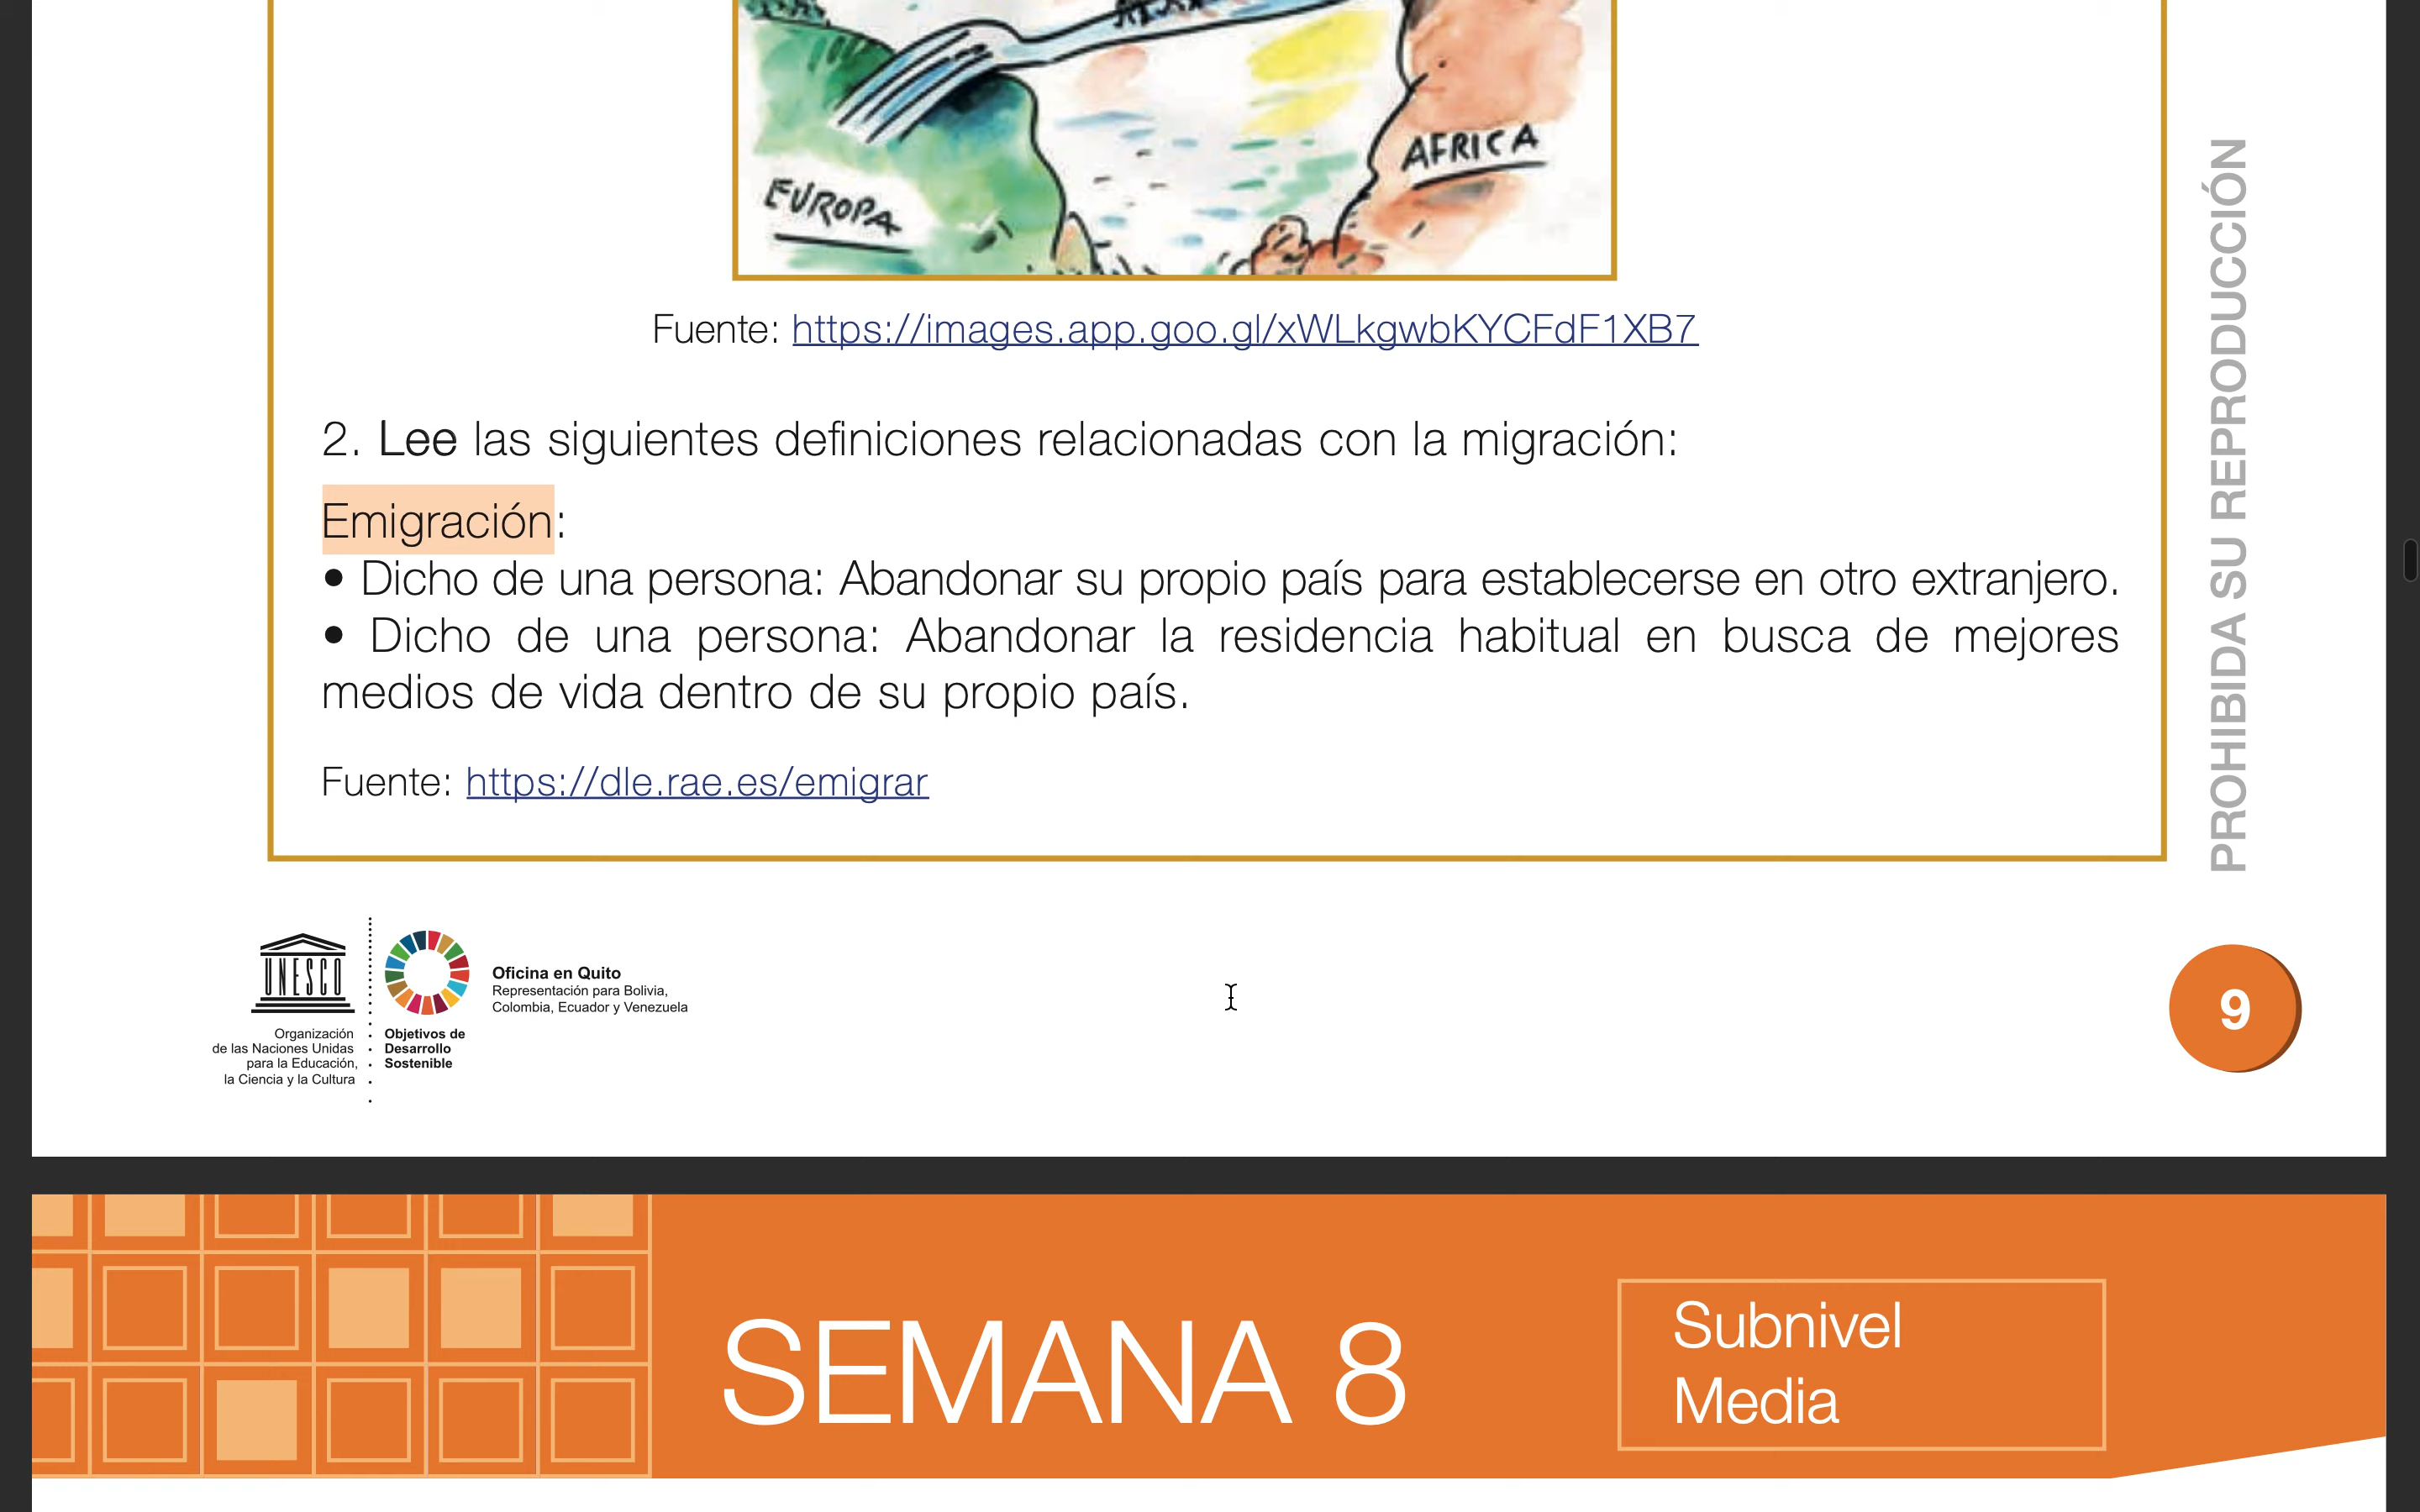 EUROPA
AFRICA
Fuente: https://images.app.goo.gl/xWLkgwbKYCFdF1XB7
2. Lee las siguientes definiciones relacionadas con la migración:
Emigración:
• Dicho de una persona: Abandonar su propio país para establecerse en otro extranjero.
• Dicho de una persona: Abandonar la residencia habitual en busca de mejores
medios de vida dentro de su propio país.
Fuente: https://dle.rae.es/emigrar
PROHIBIDA SU REPRODUCCIÓN
UNESCO
Organización
de las Naciones Unidas
para la Educación,
la Ciencia y la Cultura
Objetivos de
Desarrollo
Sostenible
Oficina en Quito
Representación para Bolivia,
Colombia, Ecuador y Venezuela
9
SEMANA 8
Subnivel
Media